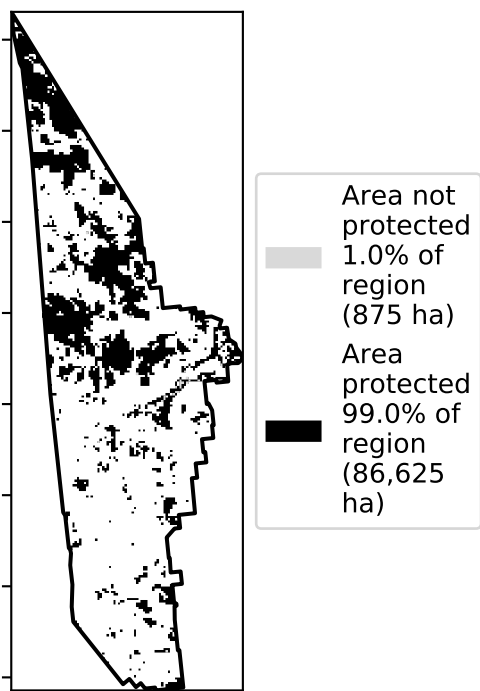 Area not
protected
1.0% of
region
(875 ha)
Area
protected
99.0% of
region
(86,625
ha)